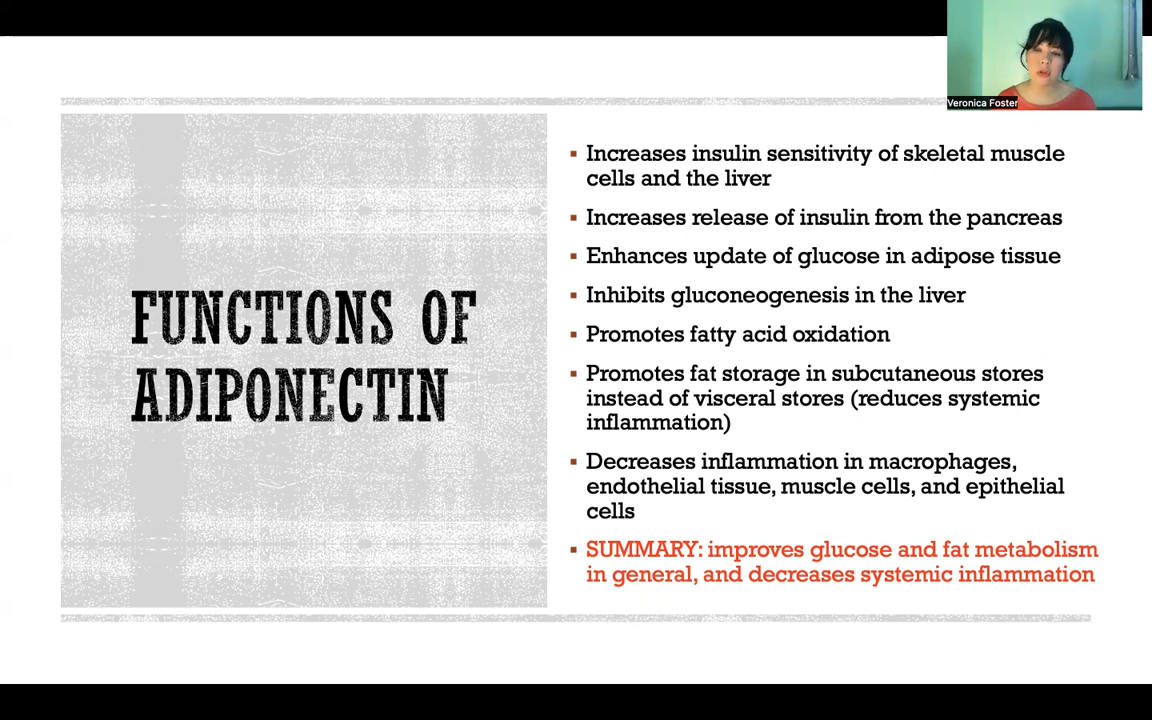 Veronica Foster
FUNCTIONS OF
ADIPONECTIN
▪ Increases insulin sensitivity of skeletal muscle
cells and the liver
▪ Increases release of insulin from the pancreas
▪ Enhances update of glucose in adipose tissue
▪ Inhibits gluconeogenesis in the liver
▪ Promotes fatty acid oxidation
▪ Promotes fat storage in subcutaneous stores
instead of visceral stores (reduces systemic
inflammation)
▪ Decreases inflammation in macrophages,
endothelial tissue, muscle cells, and epithelial
cells
▪ SUMMARY: improves glucose and fat metabolism
in general, and decreases systemic inflammation